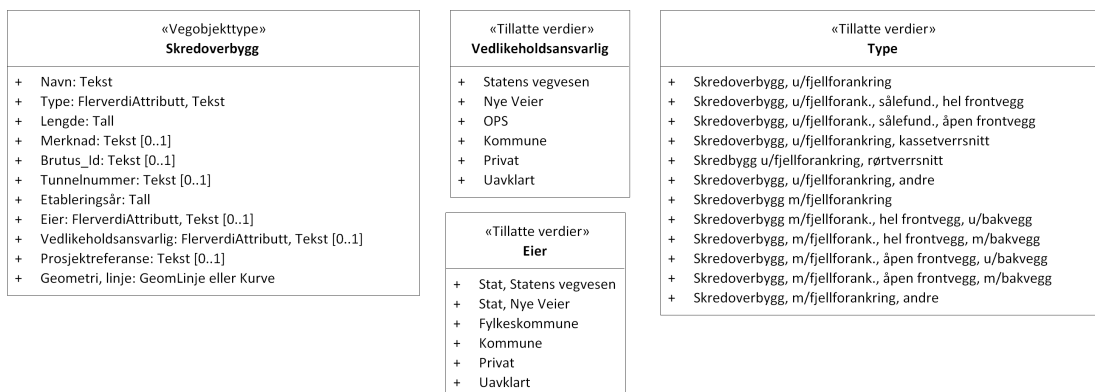 «Vegobjekttype»
Skredoverbygg
+ Navn: Tekst
+ Type: FlerverdiAttributt, Tekst
+ Lengde: Tall
+ Merknad: Tekst [0..1]
+ Brutus_Id: Tekst [0..1]
+ Tunnelnummer: Tekst [0..1]
+ Etableringsår: Tall
+ Eier: FlerverdiAttributt, Tekst [0..1]
+ Vedlikeholdsansvarlig: FlerverdiAttributt, Tekst [0..1]
+ Prosjektreferanse: Tekst [0..1]
+ Geometri, linje: GeomLinje eller Kurve
«Tillatte verdier»
Vedlikeholdsansvarlig
+ Statens vegvesen
+ Nye Veier
+ OPS
+ Kommune
+ Privat
+ Uavklart
«Tillatte verdier»
Eier
+ Stat, Statens vegvesen
+ Stat, Nye Veier
+ Fylkeskommune
+ Kommune
+ Privat
+ Uavklart
«Tillatte verdier»
Type
+ Skredoverbygg, u/fjellforankring
+ Skredoverbygg, u/fjellforank., sålefund., hel frontvegg
+ Skredoverbygg, u/fjellforank., sålefund., åpen frontvegg
+ Skredoverbygg, u/fjellforankring, kassetverrsnitt
+ Skredbygg u/fjellforankring, rørtverrsnitt
+ Skredoverbygg, u/fjellforankring, andre
+ Skredoverbygg m/fjellforankring
+ Skredoverbygg m/fjellforank., hel frontvegg, u/bakvegg
+ Skredoverbygg, m/fjellforank., hel frontvegg, m/bakvegg
+ Skredoverbygg, m/fjellforank., åpen frontvegg, u/bakvegg
+ Skredoverbygg, m/fjellforank., åpen frontvegg, m/bakvegg
+ Skredoverbygg, m/fjellforankring, andre